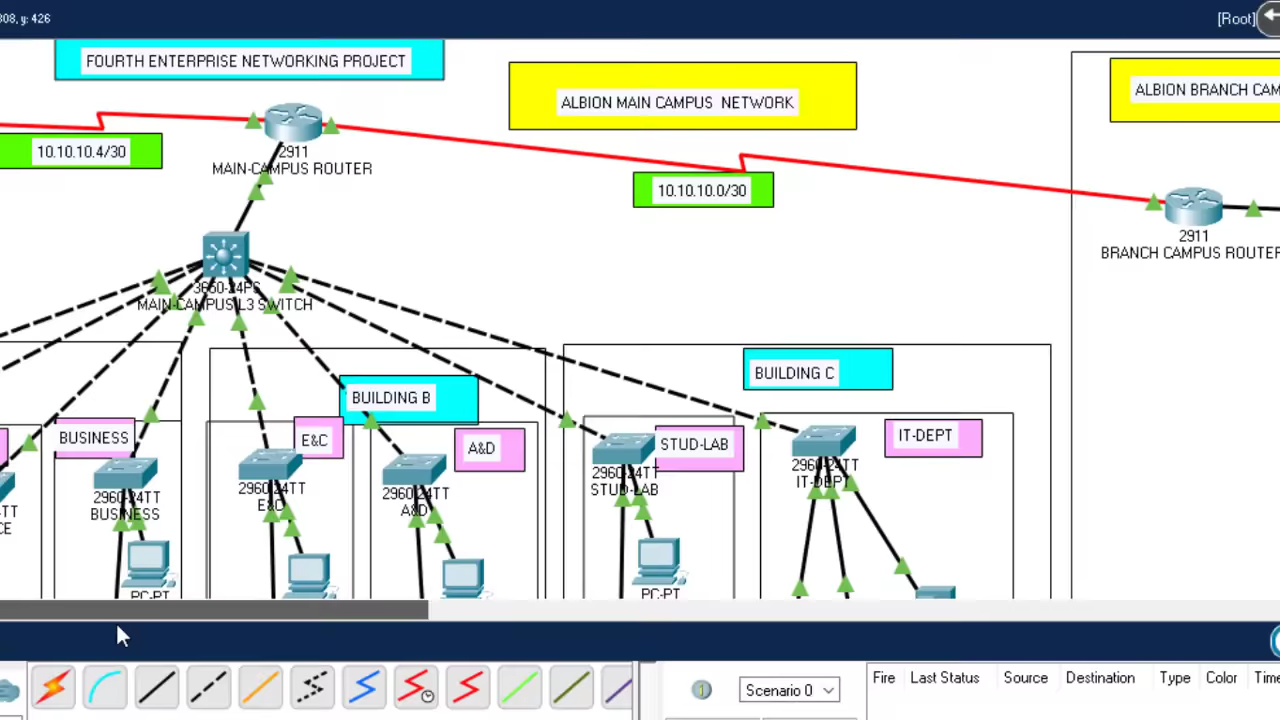 308, y: 426
[Root]
FOURTH ENTERPRISE NETWORKING PROJECT
ALBION MAIN CAMPUS NETWORK
ALBION BRANCH CAM
10.10.10.4/30
2911
MAIN-CAMPUS ROUTER
10.10.10.0/30
2911
BRANCH CAMPUS ROUTER
3650-24PS
MAIN-CAMPUS L3 SWITCH
BUILDING C
BUILDING B
BUSINESS
E&C
A&D
STUD-LAB
IT-DEPT
2960-24TT
BUSINESS
2960-24TT
E&C
2960-24TT
A&D
2960-24TT
STUD-LAB
2960-24TT
IT-DEPT
-TT
CE
PC-PT
PC-PT
Scenario 0
Fire Last Status Source Destination Type Color Time